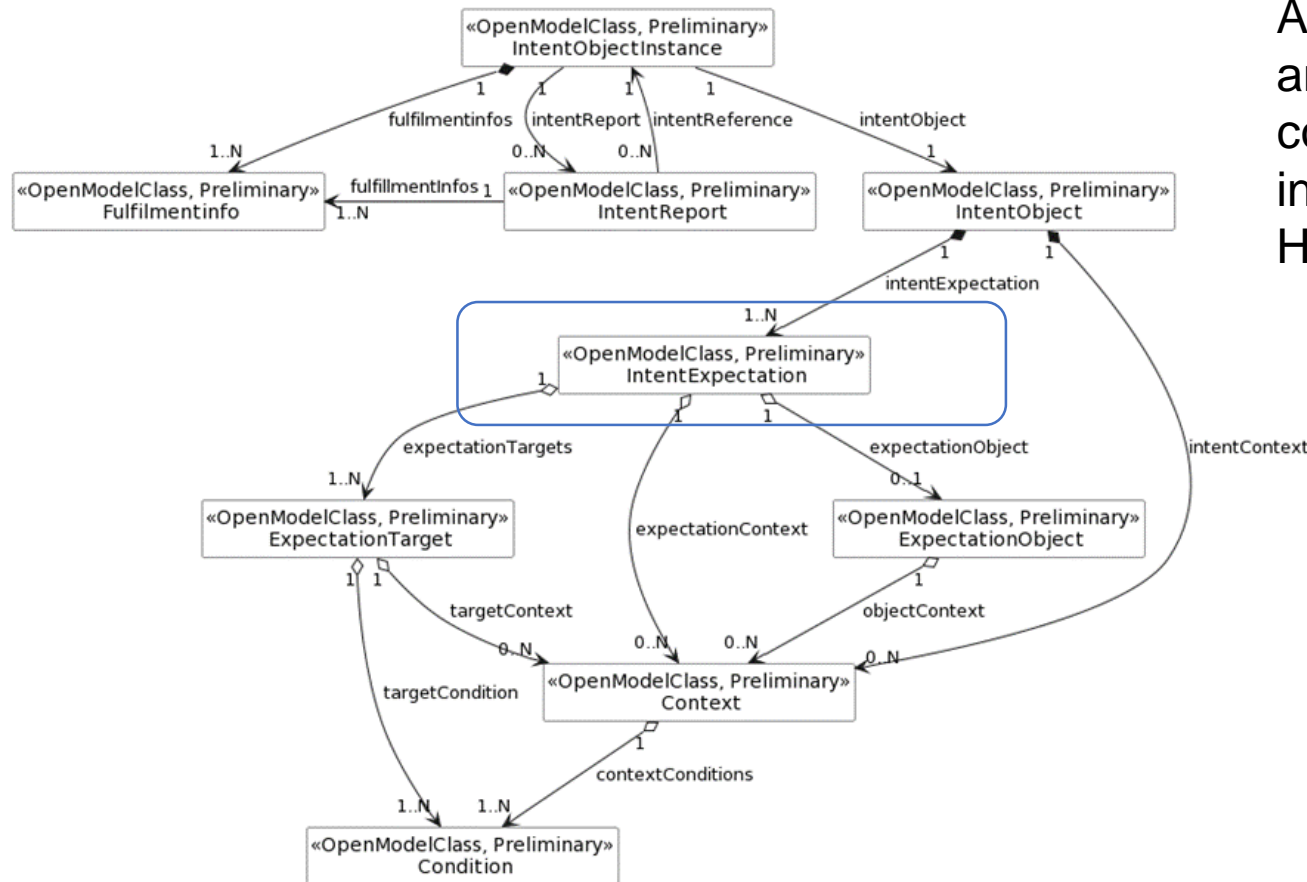 «OpenModelClass, Preliminary»
IntentObjectInstance
1
1
1
1
fulfilmentinfos
intentReport
intentReference
intentObject
1..N
0..N
0..N
1
«OpenModelClass, Preliminary»
Fulfilmentinfo
fulfillmentInfos
1
1..N
«OpenModelClass, Preliminary»
IntentReport
«OpenModelClass, Preliminary»
IntentObject
1
1
intentExpectation
1..N
«OpenModelClass, Preliminary»
IntentExpectation
1
1
1
expectationTargets
expectationObject
intentContext
1..N
0..1
«OpenModelClass, Preliminary»
ExpectationTarget
expectationContext
«OpenModelClass, Preliminary»
ExpectationObject
1
1
1
targetContext
objectContext
0..N
0..N
0..N
0..N
«OpenModelClass, Preliminary»
Context
targetCondition
1
contextConditions
1..N
1..N
«OpenModelClass, Preliminary»
Condition